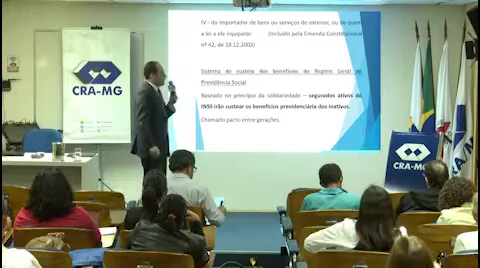 IV - do importador de bens ou serviços do exterior, ou de quem
a lei a ele equiparar. (Incluído pela Emenda Constitucional
nº 42, de 19.12.2003)
Sistema de custeio dos benefícios do Regime Geral de
Previdência Social
Baseado no princípio da solidariedade – segurados ativos do
INSS irão custear os benefícios previdenciária dos inativos.
Chamado pacto entre gerações.
CRA-MG
CRA-MG